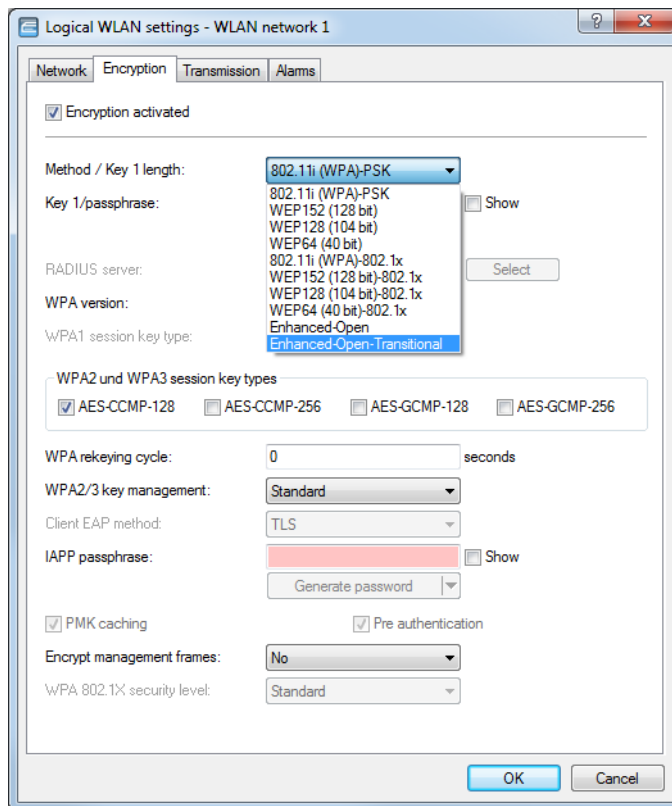 Logical WLAN settings - WLAN network 1
Network Encryption Transmission Alarms
Encryption activated
Method / Key 1 length: 802.11i (WPA)-PSK
802.11i (WPA)-PSK
Key 1/passphrase: Show
WEP152 (128 bit)
WEP128 (104 bit)
WEP64 (40 bit)
802.11i (WPA)-802.1x
RADIUS server: Select
WEP152 (128 bit)-802.1x
WEP128 (104 bit)-802.1x
WPA version:
WEP64 (40 bit)-802.1x
Enhanced-Open
WPA1 session key type:
Enhanced-Open-Transitional
WPA2 und WPA3 session key types
AES-CCMP-128 AES-CCMP-256 AES-GCMP-128 AES-GCMP-256
WPA rekeying cycle: 0 seconds
WPA2/3 key management: Standard
Client EAP method: TLS
IAPP passphrase: Show
Generate password
PMK caching Pre authentication
Encrypt management frames: No
WPA 802.1X security level: Standard
OK Cancel